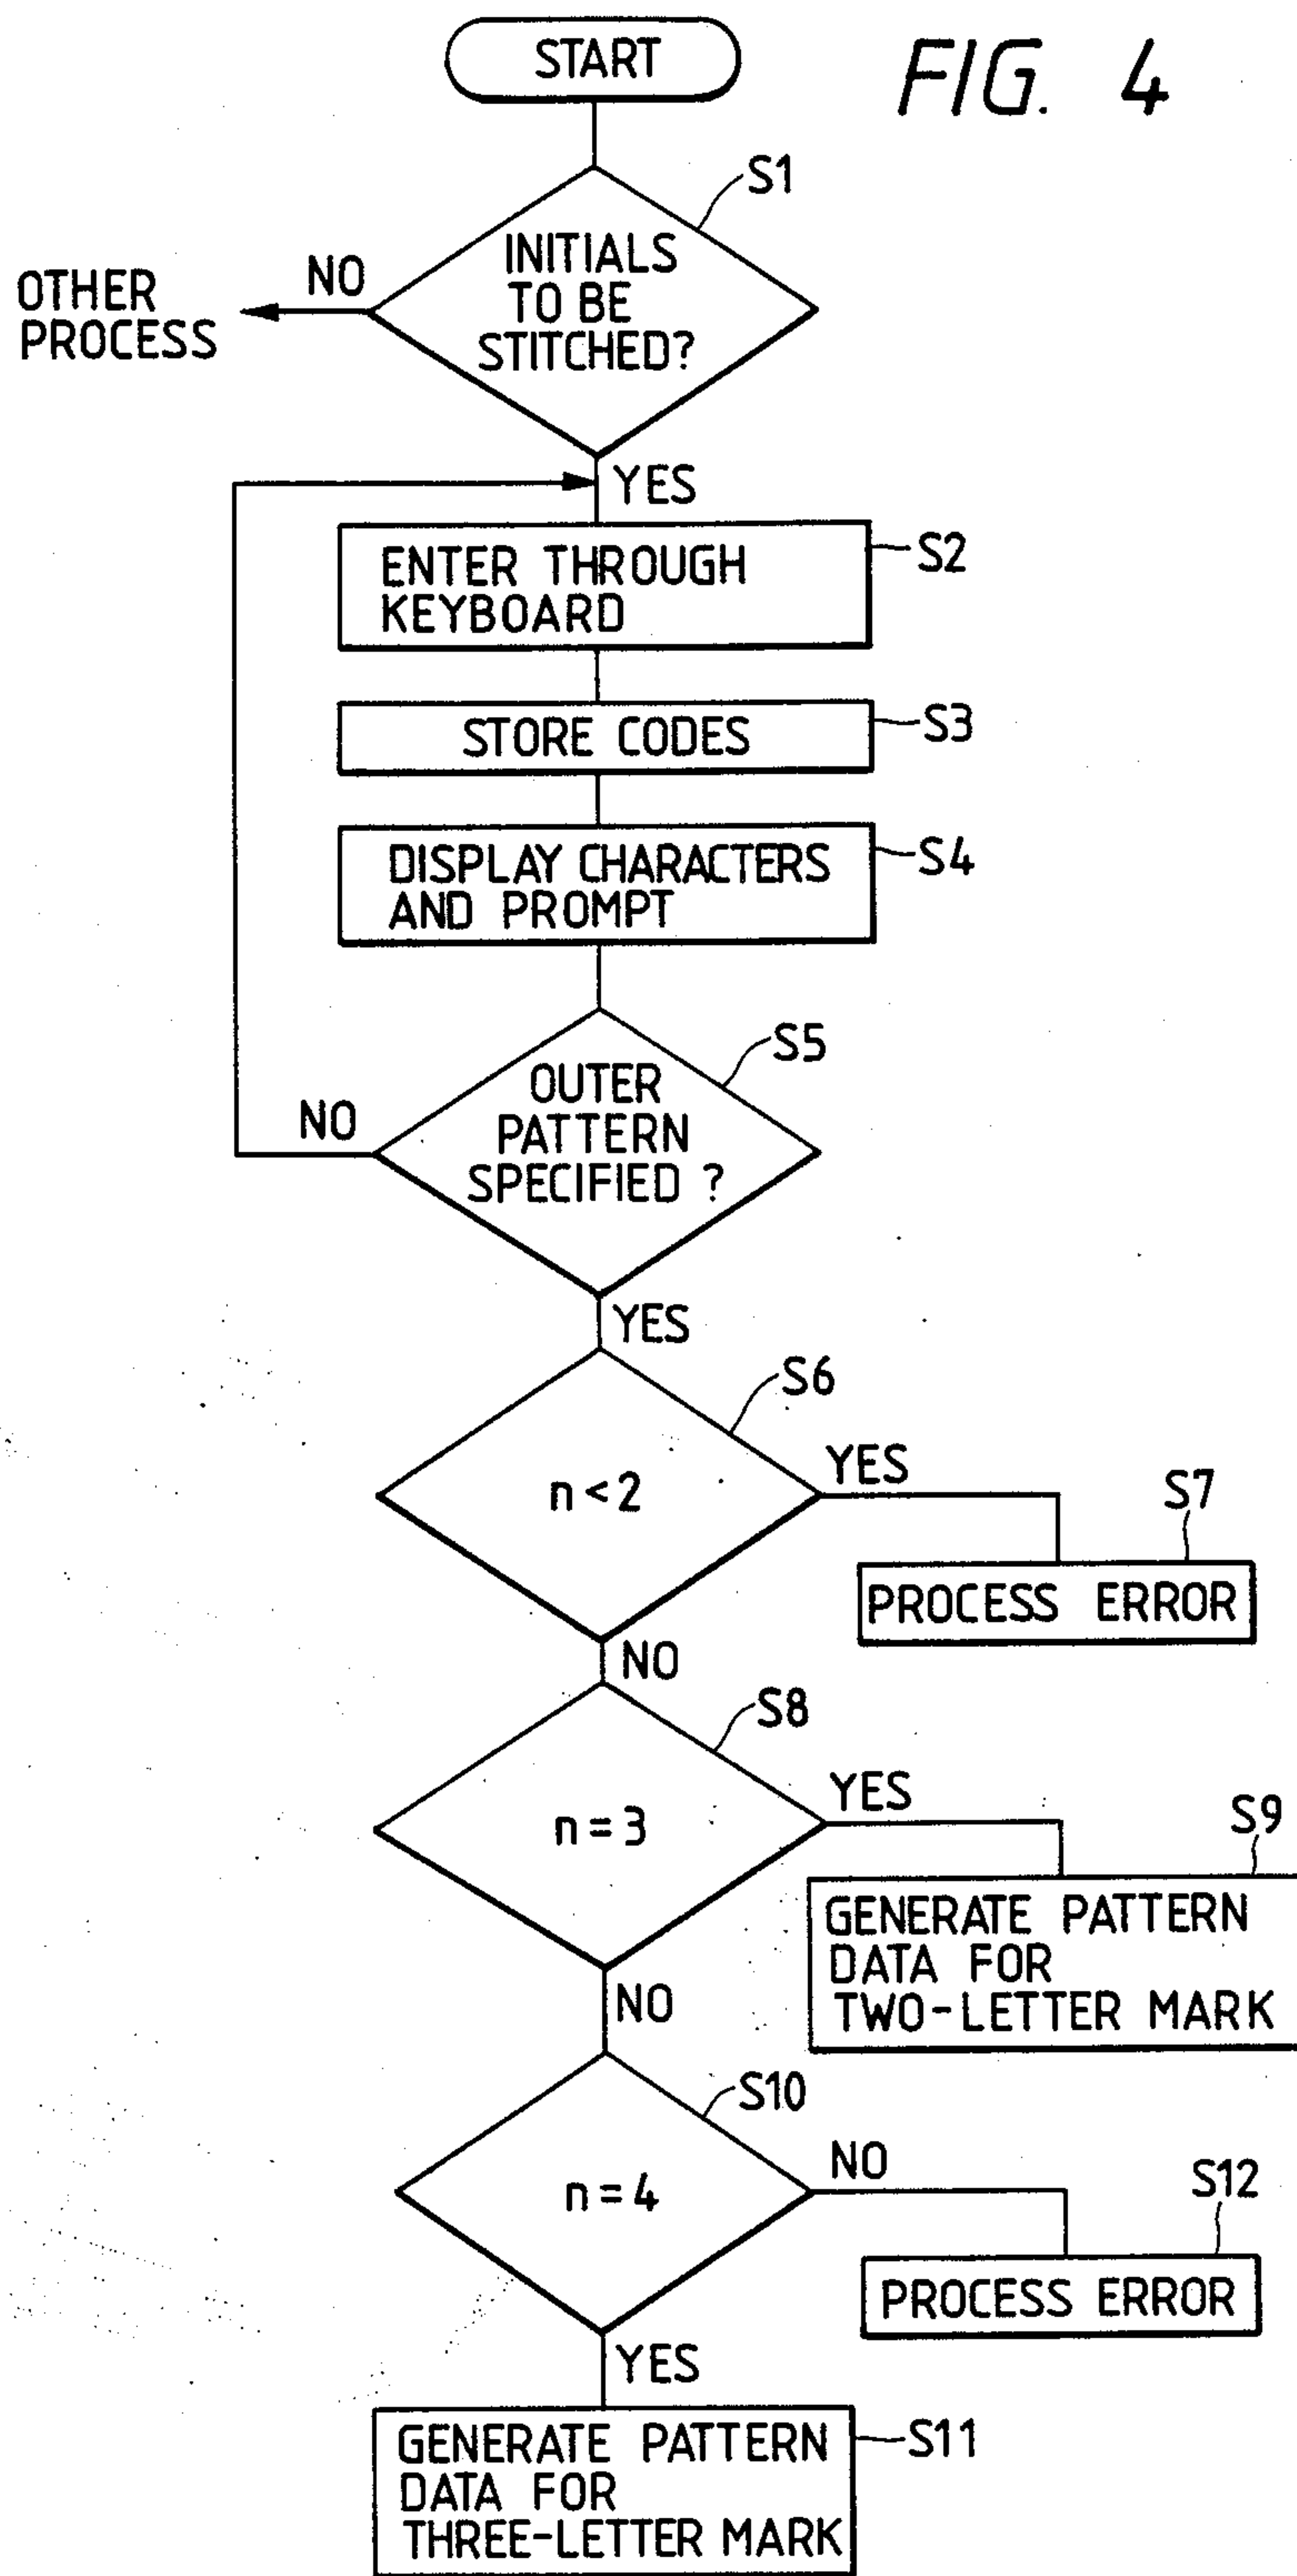 START
FIG. 4
S1
INITIALS
TO BE
STITCHED?
NO
OTHER
PROCESS
YES
ENTER THROUGH
KEYBOARD
S2
STORE CODES
S3
DISPLAY CHARACTERS
AND PROMPT
S4
S5
OUTER
PATTERN
SPECIFIED ?
NO
YES
S6
n<2
YES
S7
PROCESS ERROR
NO
S8
n=3
YES
S9
GENERATE PATTERN
DATA FOR
TWO-LETTER MARK
NO
S10
n=4
NO
S12
PROCESS ERROR
YES
GENERATE PATTERN
DATA FOR
THREE-LETTER MARK
S11